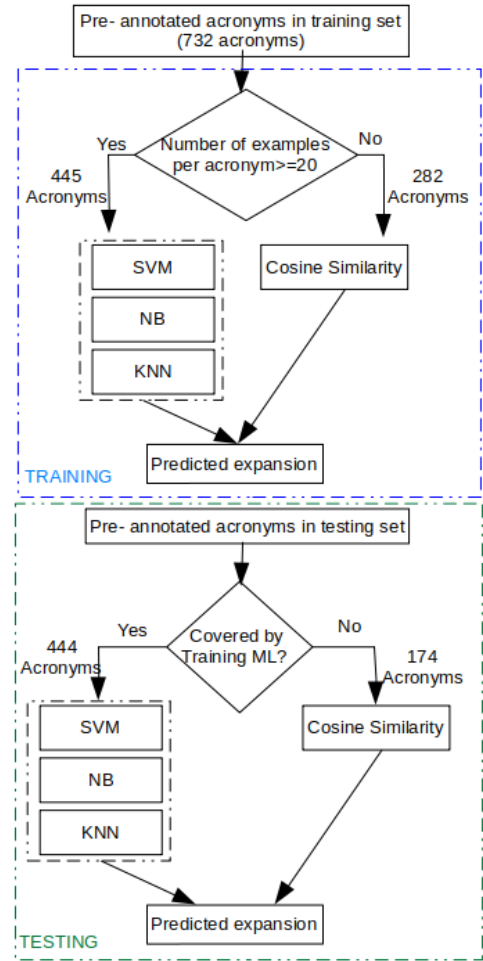 Pre- annotated acronyms in training set
(732 acronyms)
Yes
Number of examples
per acronym>=20
No
445
Acronyms
282
Acronyms
SVM
NB
KNN
Cosine Similarity
Predicted expansion
TRAINING
Pre- annotated acronyms in testing set
Yes
Covered by
Training ML?
No
444
Acronyms
174
Acronyms
SVM
NB
KNN
Cosine Similarity
Predicted expansion
TESTING